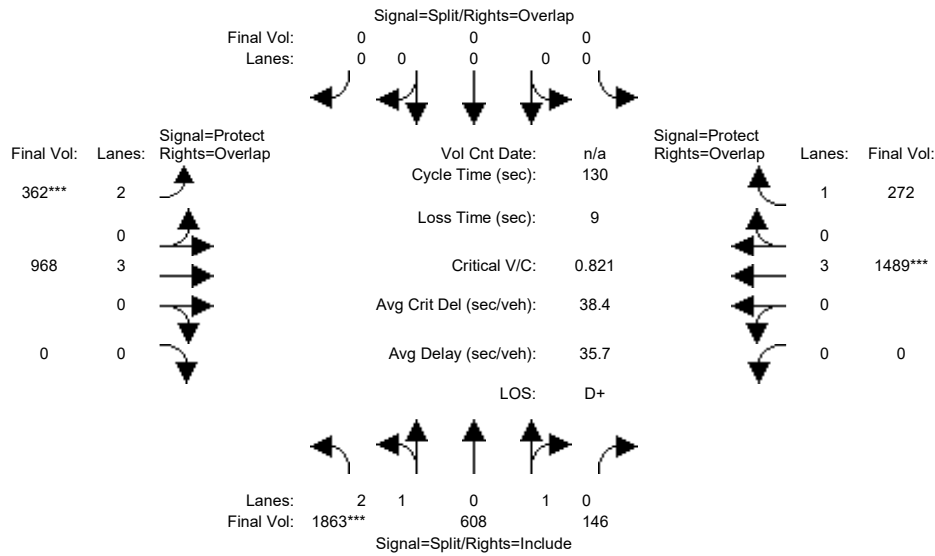 Signal=Split/Rights=Overlap
Final Vol: 0 0 0
Lanes: 0 0 0 0 0
Signal=Protect
Final Vol: Lanes: Rights=Overlap
Vol Cnt Date: n/a
Cycle Time (sec): 130
Signal=Protect
Rights=Overlap Lanes: Final Vol:
362*** 2
1 272
Loss Time (sec): 9
0
0
968 3
Critical V/C: 0.821
3 1489***
0
Avg Crit Del (sec/veh): 38.4
0
0 0
Avg Delay (sec/veh): 35.7
0 0
LOS: D+
Lanes: 2 1 0 1 0
Final Vol: 1863*** 608 146
Signal=Split/Rights=Include